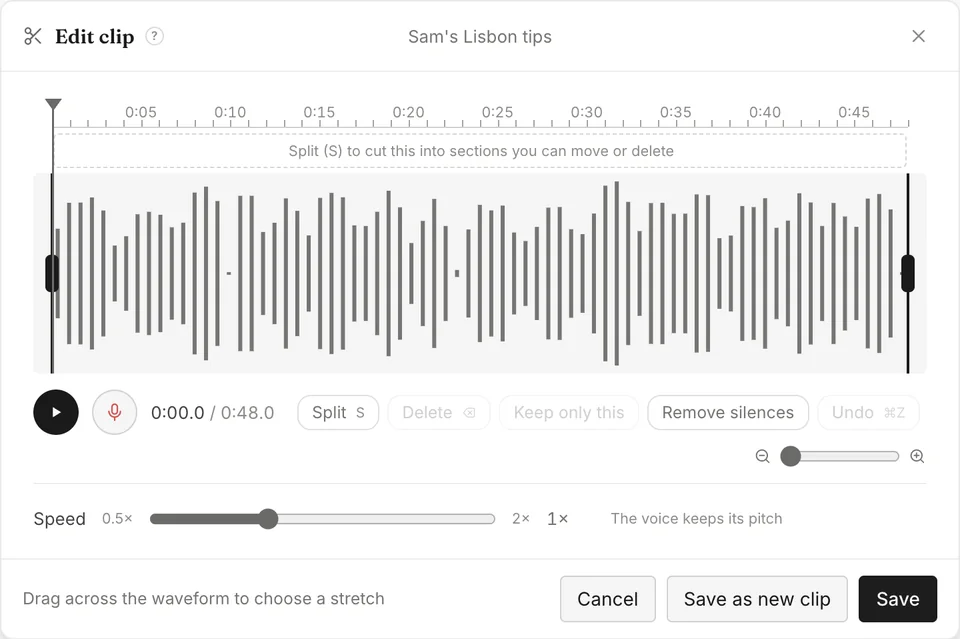 Edit clip ? Sam's Lisbon tips
0:05 0:10 0:15 0:20 0:25 0:30 0:35 0:40 0:45
Split (S) to cut this into sections you can move or delete
0:00.0 / 0:48.0 Split S Delete ⌫ Keep only this Remove silences Undo ⌘Z
Speed 0.5× 2× 1× The voice keeps its pitch
Drag across the waveform to choose a stretch Cancel Save as new clip Save